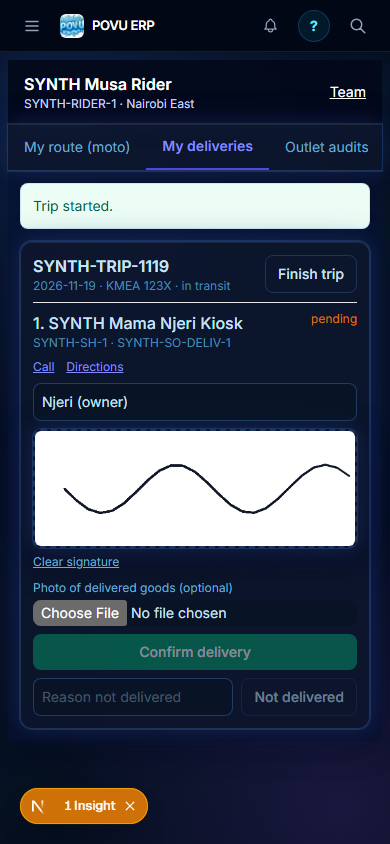 POVU
POVU ERP
?
SYNTH Musa Rider
SYNTH-RIDER-1 · Nairobi East
Team
My route (moto)
My deliveries
Outlet audits
Trip started.
SYNTH-TRIP-1119
2026-11-19 · KMEA 123X · in transit
Finish trip
1. SYNTH Mama Njeri Kiosk
pending
SYNTH-SH-1 · SYNTH-SO-DELIV-1
Call
Directions
Njeri (owner)
Clear signature
Photo of delivered goods (optional)
Choose File
No file chosen
Confirm delivery
Reason not delivered
Not delivered
N
1 Insight